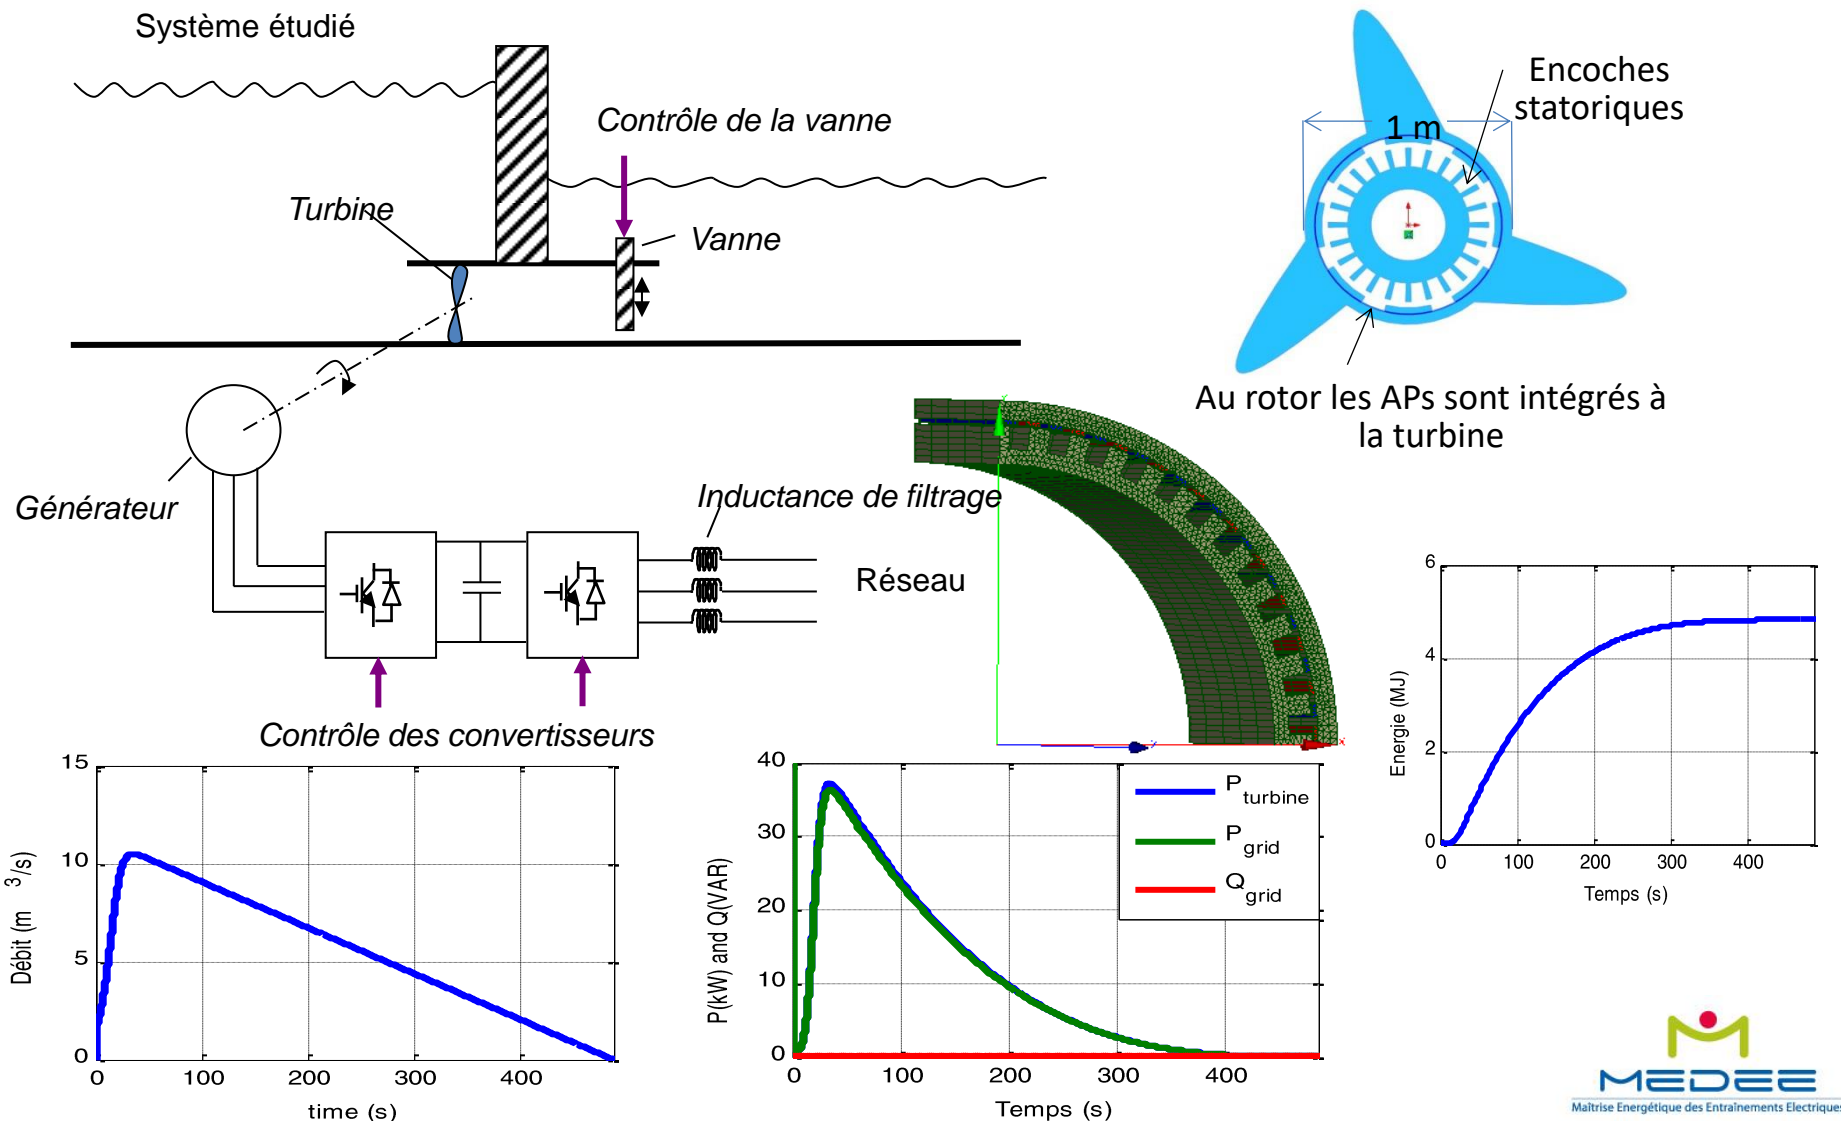 Système étudié
Contrôle de la vanne
Turbine
Vanne
Générateur
Inductance de filtrage
Réseau
Contrôle des convertisseurs
Encoches
statoriques
1 m
Au rotor les APs sont intégrés à
la turbine
15
10
5
0
0 100 200 300 400
Débit (m 3/s)
time (s)
40
30
20
10
0
0 100 200 300 400
P(kW) and Q(VAR)
Temps (s)
P turbine
P grid
Q grid
6
4
2
0
0 100 200 300 400
Energie (MJ)
Temps (s)
MEDEE
Maîtrise Energétique des Entraînements Electriques